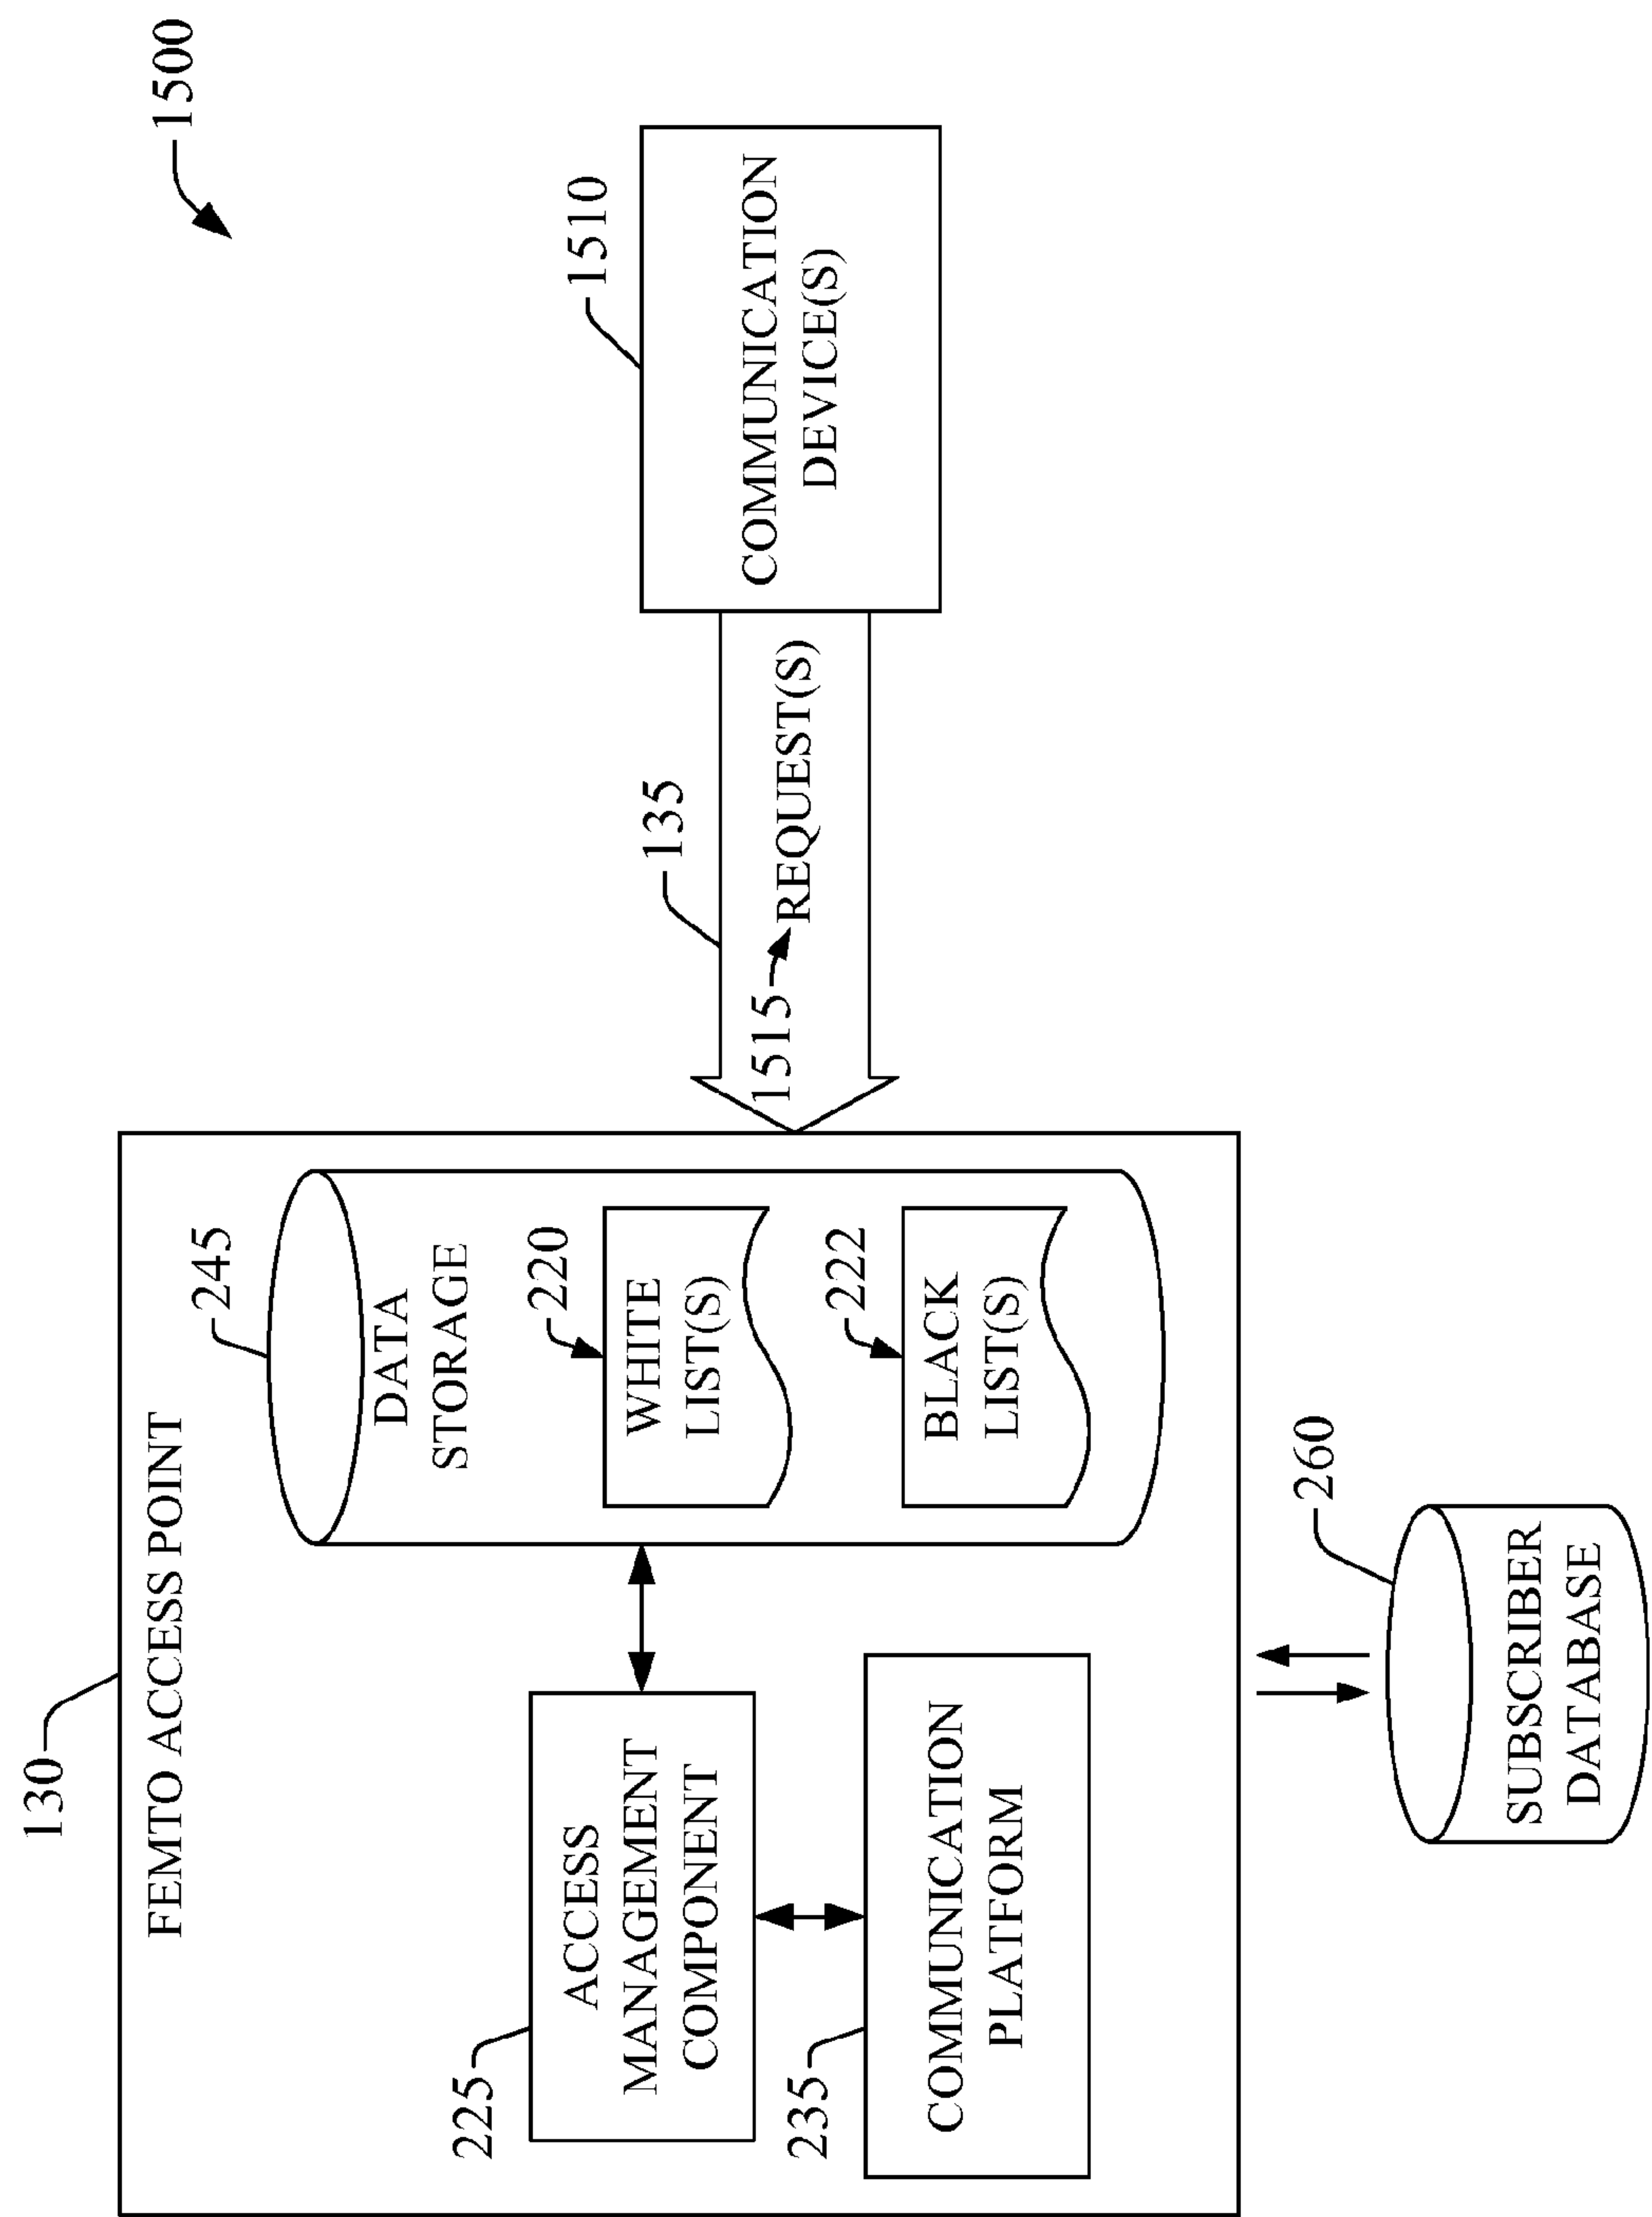 1500
130
FEMTO ACCESS POINT
245
DATA
STORAGE
225
ACCESS
MANAGEMENT
COMPONENT
220
WHITE
LIST(S)
135
1510
COMMUNICATION
DEVICE(S)
1515
REQUEST(S)
235
COMMUNICATION
PLATFORM
222
BLACK
LIST(S)
260
SUBSCRIBER
DATABASE